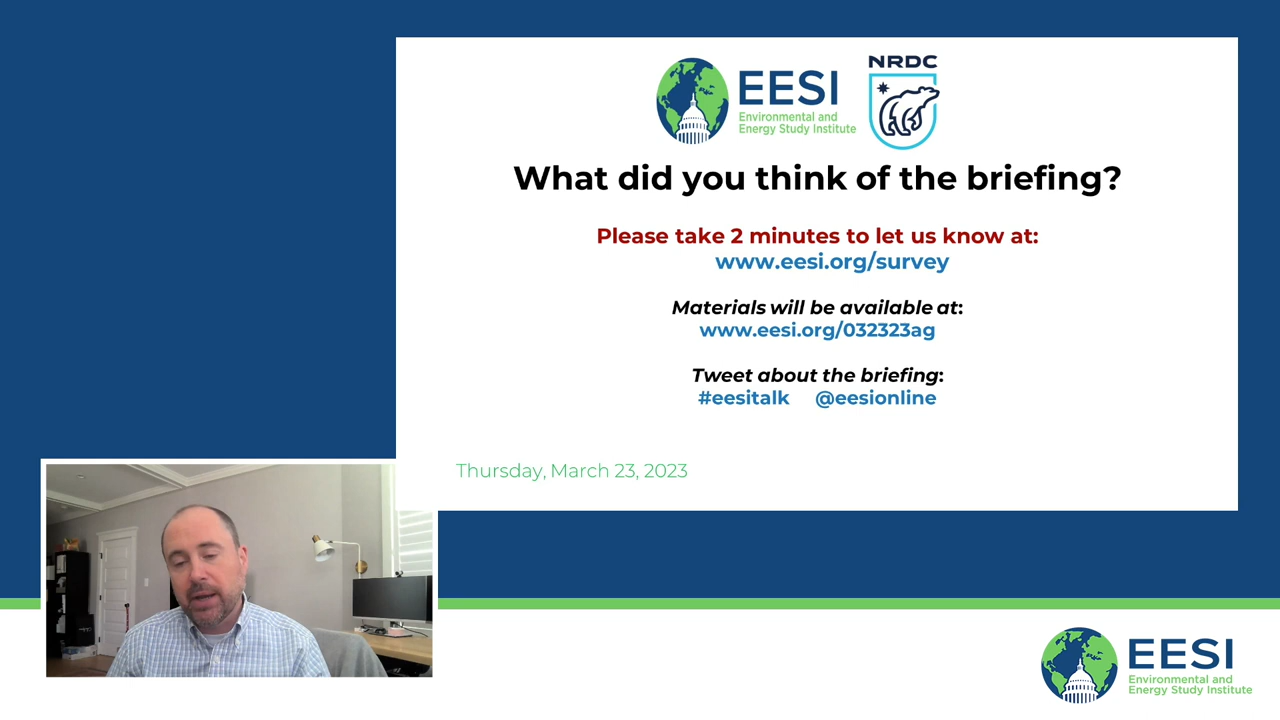 EESI
Environmental and
Energy Study Institute
NRDC
What did you think of the briefing?
Please take 2 minutes to let us know at:
www.eesi.org/survey
Materials will be available at:
www.eesi.org/032323ag
Tweet about the briefing:
#eesitalk @eesionline
Thursday, March 23, 2023
EESI
Environmental and
Energy Study Institute